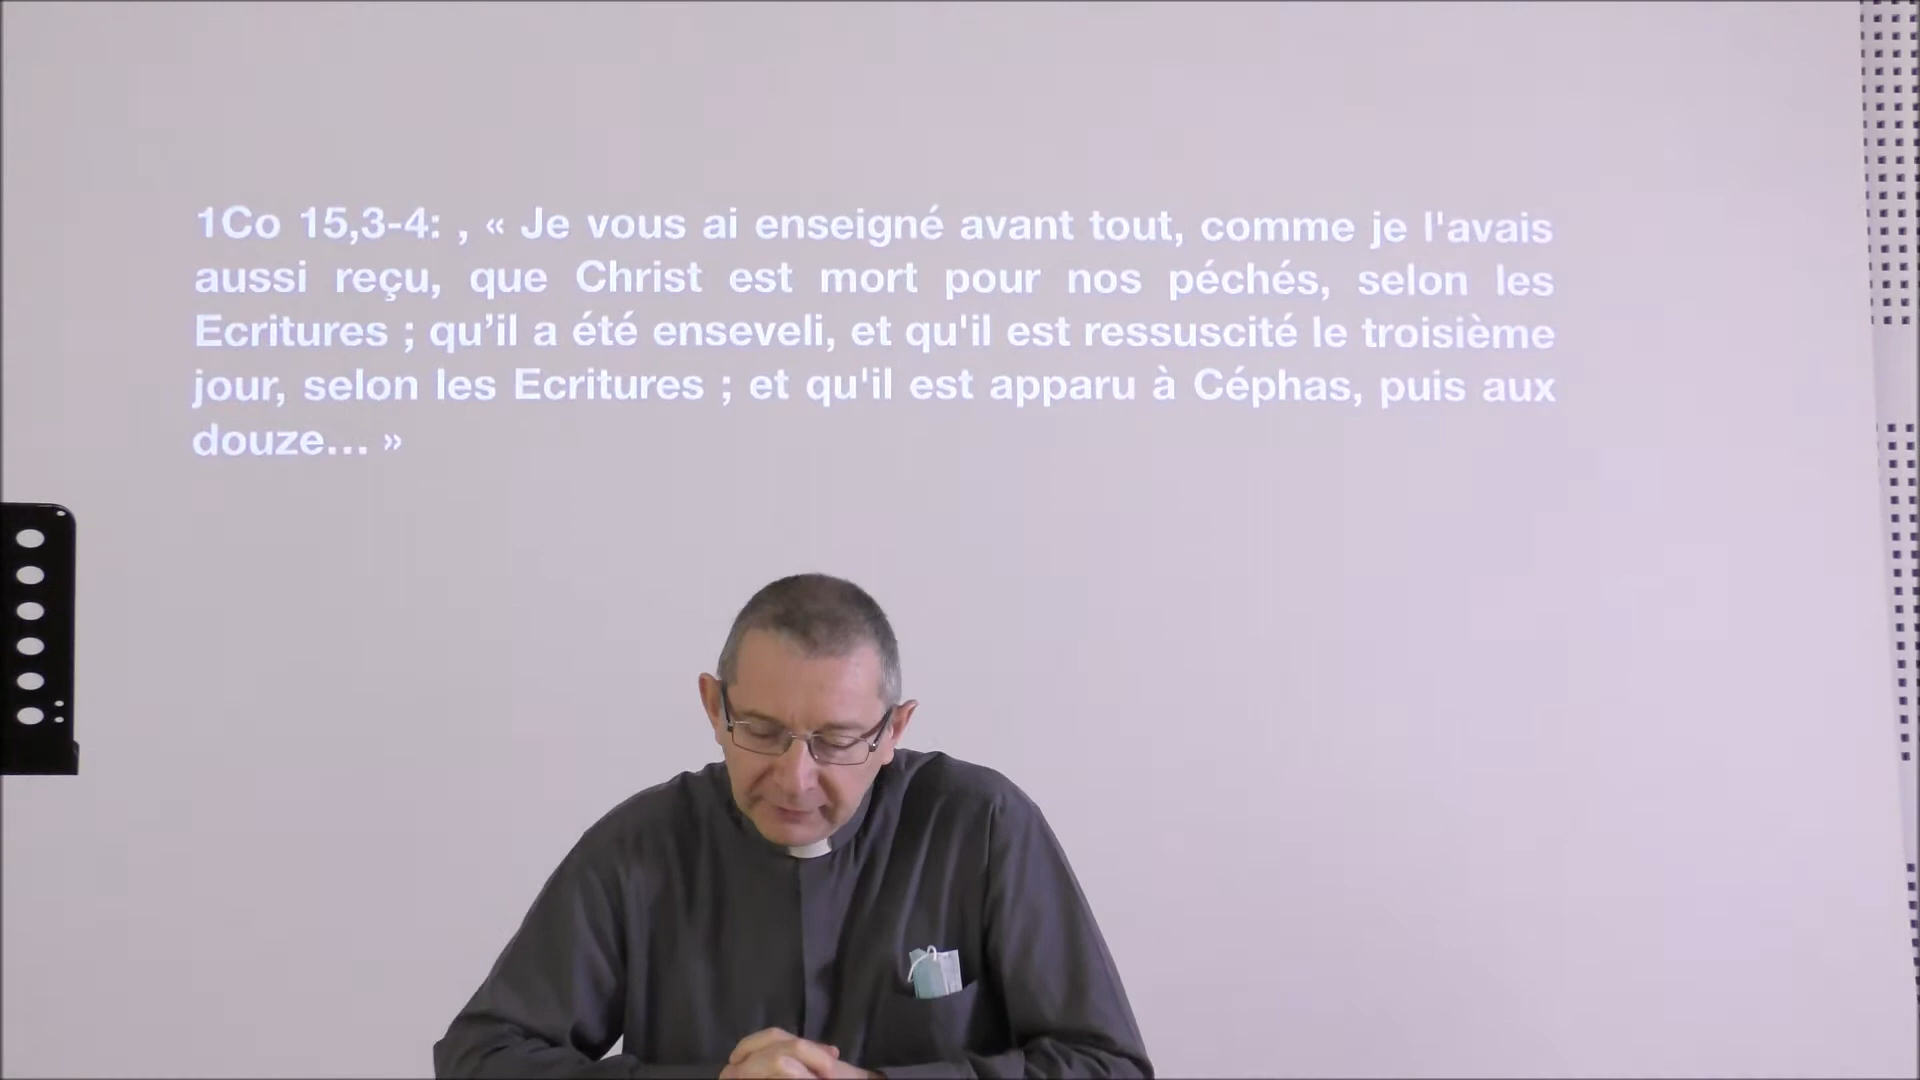 1Co 15,3-4: , « Je vous ai enseigné avant tout, comme je l'avais
aussi reçu, que Christ est mort pour nos péchés, selon les
Ecritures ; qu’il a été enseveli, et qu'il est ressuscité le troisième
jour, selon les Ecritures ; et qu'il est apparu à Céphas, puis aux
douze... »